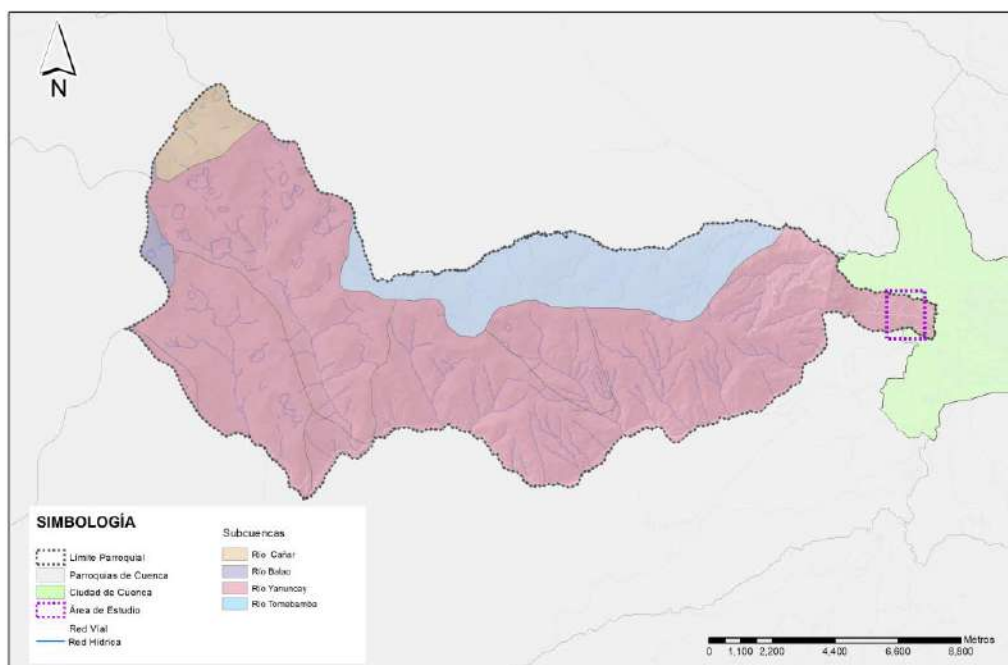 N
SIMBOLOGÍA
Límite Parroquial
Parroquias de Cuenca
Ciudad de Cuenca
Área de Estudio
Red Vial
Red Hídrica
Subcuencas
Río Cañar
Río Balao
Río Yanuncay
Río Tomebamba
Metros
0 1,100 2,200 4,400 6,600 8,800